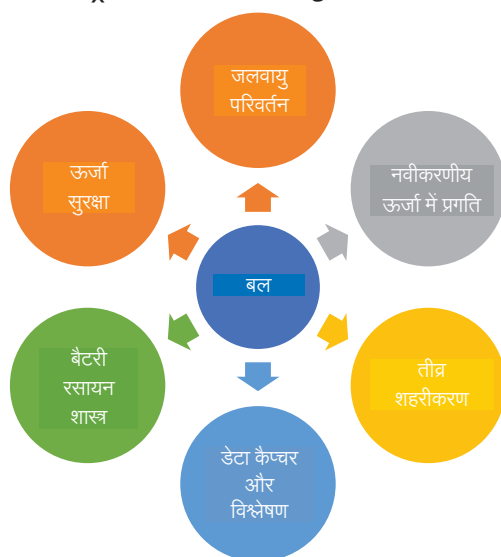 जलवायु
परिवर्तन
नवीकरणीय
ऊर्जा में प्रगति
तीव्र
शहरीकरण
डेटा कैप्चर
और
विश्लेषण
बैटरी
रसायन
शास्त्र
ऊर्जा
सुरक्षा
बल